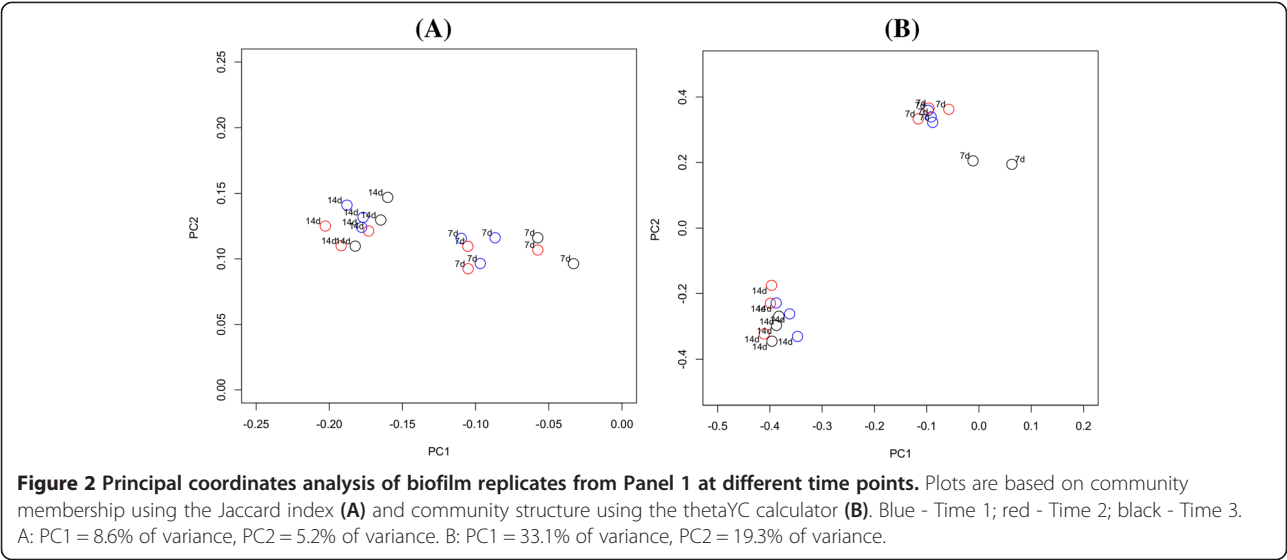 (A)
(B)
0.25
0.20
0.15
0.10
0.05
0.00
PC2
14d
14d
14d
14d
14d
14d
14d
14d
14d
7d
7d
7d
7d
7d
7d
7d
7d
-0.25
-0.20
-0.15
-0.10
-0.05
0.00
PC1
0.4
0.2
0.0
-0.2
-0.4
PC2
7d
7d
7d
7d
7d
7d
7d
7d
14d
14d
14d
14d
14d
14d
14d
14d
14d
-0.5
-0.4
-0.3
-0.2
-0.1
0.0
0.1
0.2
PC1
Figure 2 Principal coordinates analysis of biofilm replicates from Panel 1 at different time points. Plots are based on community
membership using the Jaccard index (A) and community structure using the thetaYC calculator (B). Blue - Time 1; red - Time 2; black - Time 3.
A: PC1 = 8.6% of variance, PC2 = 5.2% of variance. B: PC1 = 33.1% of variance, PC2 = 19.3% of variance.